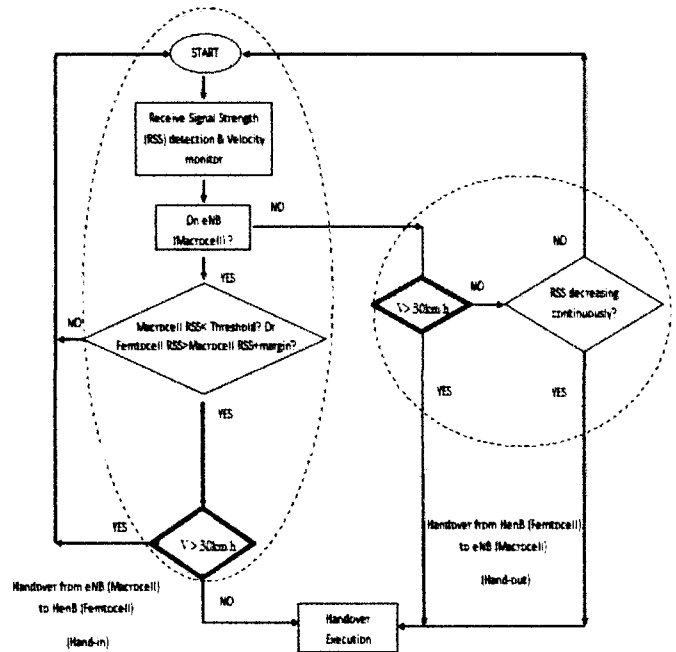 START
Receive Signal Strength
(RSS) detection & Velocity
monitor
NO
On eNB
(Macrocell) ?
YES
NO
Macrocell RSS< Threshold? Or
Femtocell RSS>Macrocell RSS+margin?
YES
YES
V > 30km h
NO
Handover from eNB (Macrocell)
to HenB (Femtocell)
(Hand-in)
V > 30km h
NO
RSS decreasing
continuously?
NO
YES
YES
Handover from HenB (Femtocell)
to eNB (Macrocell)
(Hand-out)
Handover
Execution